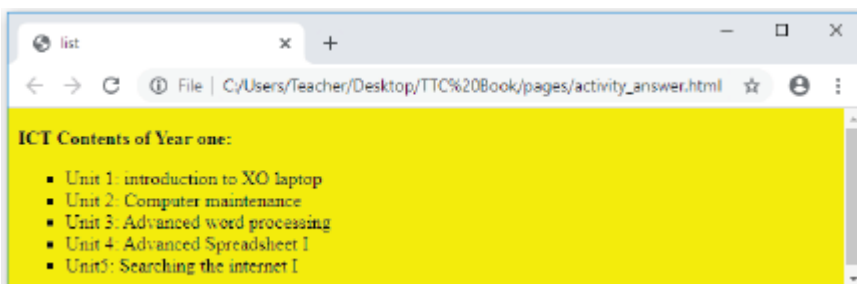 list
File | C:/Users/Teacher/Desktop/TTC%20Book/pages/activity_answer.html
ICT Contents of Year one:
Unit 1: introduction to XO laptop
Unit 2: Computer maintenance
Unit 3: Advanced word processing
Unit 4: Advanced Spreadsheet I
Unit5: Searching the internet I